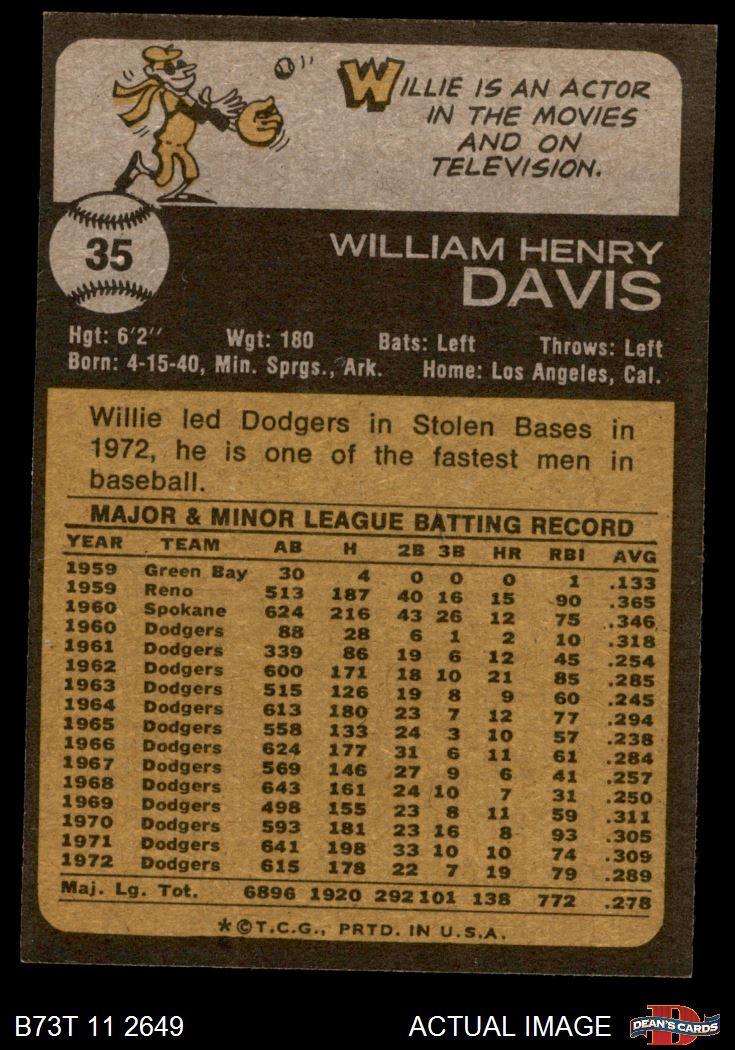 WILLIE IS AN ACTOR
IN THE MOVIES
AND ON
TELEVISION.
35
WILLIAM HENRY
DAVIS
Hgt: 6'2" Wgt: 180 Bats: Left Throws: Left
Born: 4-15-40, Min. Sprgs., Ark. Home: Los Angeles, Cal.
Willie led Dodgers in Stolen Bases in
1972, he is one of the fastest men in
baseball.
MAJOR & MINOR LEAGUE BATTING RECORD
YEAR TEAM AB H 2B 3B HR RBI AVG
1959 Green Bay 30 4 0 0 0 1 .133
1959 Reno 513 187 40 16 15 90 .365
1960 Spokane 624 216 43 26 12 75 .346
1960 Dodgers 88 28 6 1 2 10 .318
1961 Dodgers 339 86 19 6 12 45 .254
1962 Dodgers 600 171 18 10 21 85 .285
1963 Dodgers 515 126 19 8 9 60 .245
1964 Dodgers 613 180 23 7 12 77 .294
1965 Dodgers 558 133 24 3 10 57 .238
1966 Dodgers 624 177 31 6 11 61 .284
1967 Dodgers 569 146 27 9 6 41 .257
1968 Dodgers 643 161 24 10 7 31 .250
1969 Dodgers 498 155 23 8 11 59 .311
1970 Dodgers 593 181 23 16 8 93 .305
1971 Dodgers 641 198 33 10 10 74 .309
1972 Dodgers 615 178 22 7 19 79 .289
Maj. Lg. Tot. 6896 1920 292 101 138 772 .278
*©T.C.G., PRTD. IN U.S.A.
B73T 11 2649 ACTUAL IMAGE
D
DEAN'S CARDS